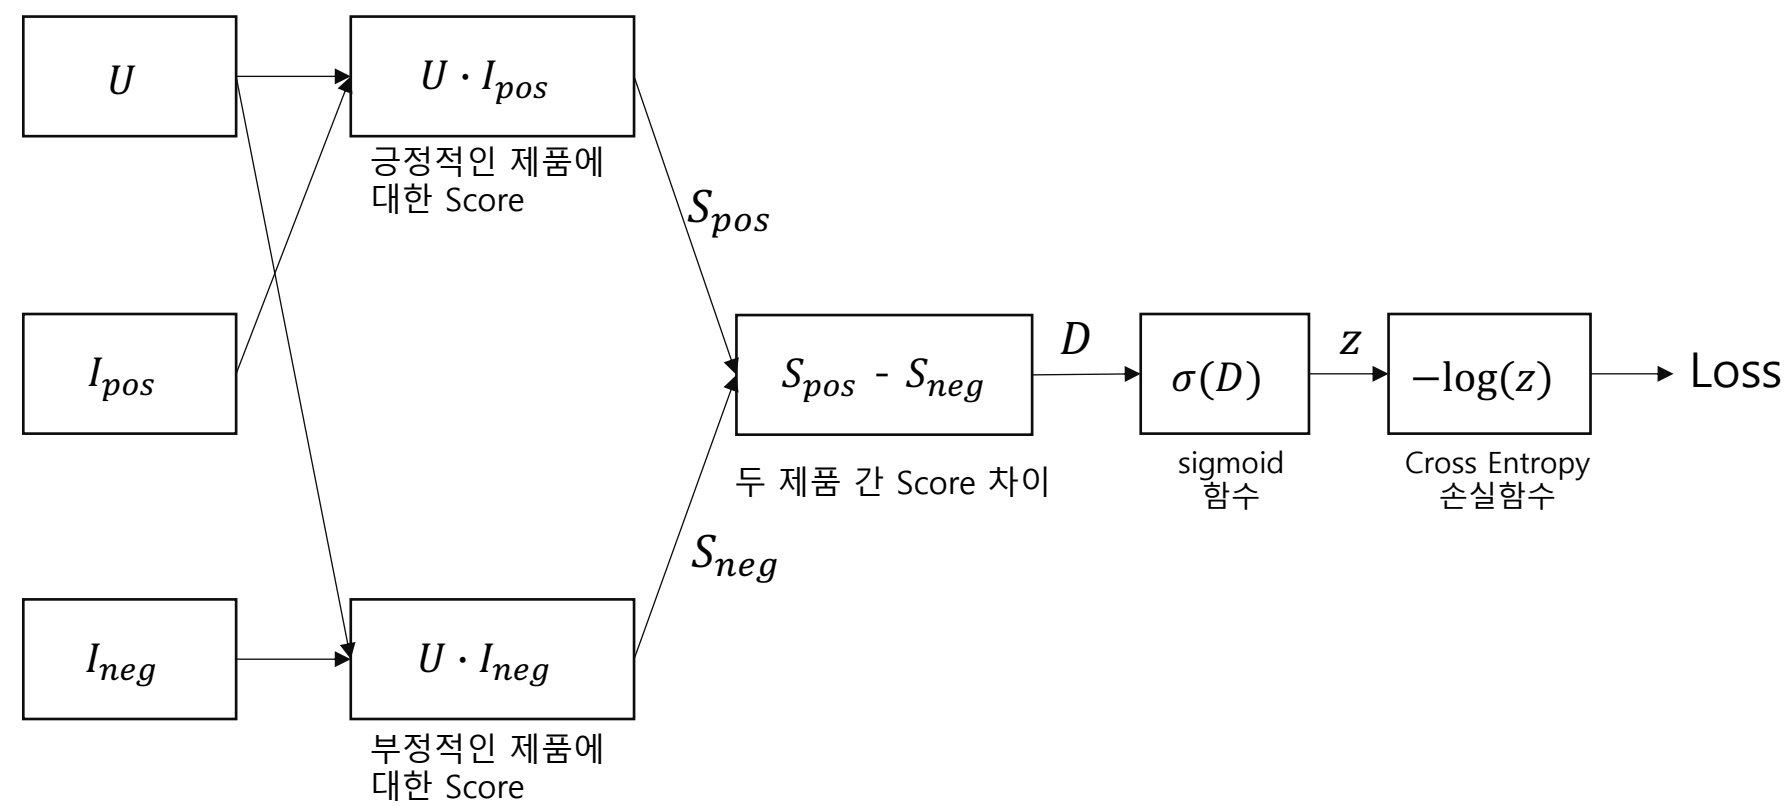 U
U · I_pos
긍정적인 제품에
대한 Score
S_pos
I_pos
S_pos - S_neg
두 제품 간 Score 차이
D
σ(D)
sigmoid
함수
z
−log(z)
Cross Entropy
손실함수
Loss
S_neg
I_neg
U · I_neg
부정적인 제품에
대한 Score